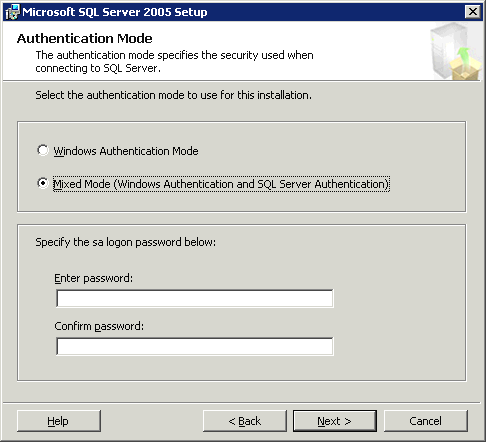 Microsoft SQL Server 2005 Setup
Authentication Mode
The authentication mode specifies the security used when
connecting to SQL Server.
Select the authentication mode to use for this installation.
Windows Authentication Mode
Mixed Mode (Windows Authentication and SQL Server Authentication)
Specify the sa logon password below:
Enter password:
Confirm password:
Help
< Back
Next >
Cancel